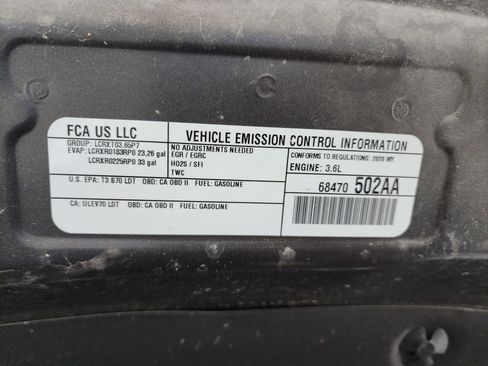 FCA US LLC
VEHICLE EMISSION CONTROL INFORMATION
GROUP: LCRXT03.65P7
EVAP: LCRXR0183RP0 23,26 gal
LCRXR0225RP0 33 gal
NO ADJUSTMENTS NEEDED
EGR / EGRC
HO2S / SFI
TWC
CONFORMS TO REGULATIONS: 2020 MY
ENGINE: 3.6L
68470 502AA
U.S. EPA: T3 B70 LDT OBD: CA OBD II FUEL: GASOLINE
CA: ULEV70 LDT OBD: CA OBD II FUEL: GASOLINE